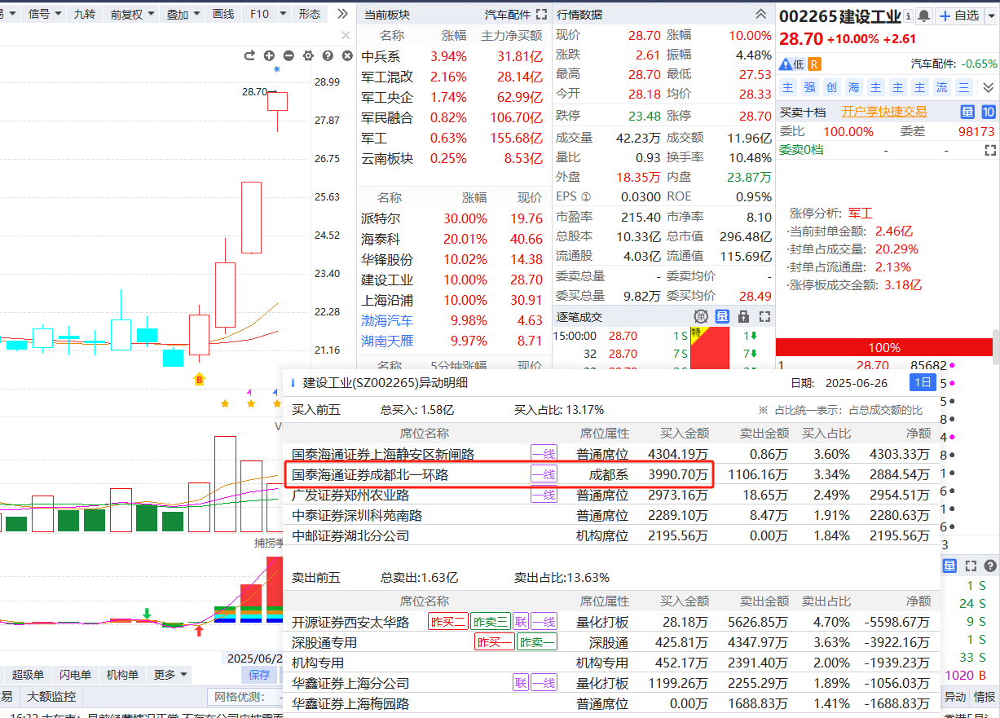 信号 九转 前复权 叠加 画线 F10 形态
28.70
28.99
27.87
26.75
25.63
24.52
23.40
22.28
21.16
B
捕捞季
2025/06/2
超级单 闪电单 机构单 更多 保存
易 大额监控 网格优测:
当前板块 汽车配件
名称 涨幅 主力净买额
中兵系 3.94% 31.81亿
军工混改 2.16% 28.14亿
军工央企 1.74% 62.99亿
军民融合 0.82% 106.70亿
军工 0.63% 155.68亿
云南板块 0.25% 8.53亿
名称 涨幅 现价
派特尔 30.00% 19.76
海泰科 20.01% 40.66
华锋股份 10.02% 14.38
建设工业 10.00% 28.70
上海沿浦 10.00% 30.91
渤海汽车 9.98% 4.63
湖南天雁 9.97% 8.71
名称 5分钟涨幅 现价
行情数据
现价 28.70 涨幅 10.00%
涨跌 2.61 振幅 4.48%
最高 28.70 最低 27.53
今开 28.18 均价 28.33
跌停 23.48 涨停 28.70
成交量 42.23万 成交额 11.96亿
量比 0.93 换手率 10.48%
外盘 18.35万 内盘 23.87万
EPS ① 0.0300 ROE 0.95%
市盈率 215.40 市净率 8.10
总股本 10.33亿 总市值 296.48亿
流通股 4.03亿 流通值 115.69亿
委卖总量 - 委卖均价 -
委买总量 9.82万 委买均价 28.49
逐笔成交 单 量
15:00:00 28.70 1 S 特 1
32 28.70 7 S 7
002265 建设工业 自选
28.70 +10.00% +2.61
低 R 汽车配件: -0.65%
主 强 创 海 主 主 主 流 三
买卖十档 开户享快捷交易 量 10
委比 100.00% 委差 98173
委卖0档 - -
涨停分析: 军工
·当前封单金额: 2.46亿
·封单占成交量: 20.29%
·封单占流通盘: 2.13%
·涨停板成交金额: 3.18亿
100%
1 28.70 85682
建设工业(SZ002265)异动明细 日期: 2025-06-26 1日
买入前五 总买入: 1.58亿 买入占比: 13.17% ※ 占比统一表示: 占总成交额的比
席位名称 席位属性 买入金额 卖出金额 买入占比 净额
国泰海通证券上海静安区新闸路 一线 普通席位 4304.19万 0.86万 3.60% 4303.33万
国泰海通证券成都北一环路 一线 成都系 3990.70万 1106.16万 3.34% 2884.54万
广发证券郑州农业路 一线 普通席位 2973.16万 18.65万 2.49% 2954.51万
中泰证券深圳科苑南路 普通席位 2289.10万 8.47万 1.91% 2280.63万
中邮证券湖北分公司 机构席位 2195.56万 0.00万 1.84% 2195.56万
卖出前五 总卖出:1.63亿 卖出占比:13.63%
席位名称 席位属性 买入金额 卖出金额 卖出占比 净额
开源证券西安太华路 昨买二 昨卖三 联 一线 量化打板 28.18万 5626.85万 4.70% -5598.67万
深股通专用 昨买一 昨卖一 深股通 425.81万 4347.97万 3.63% -3922.16万
机构专用 机构专用 452.17万 2391.40万 2.00% -1939.23万
华鑫证券上海分公司 联 一线 量化打板 1199.26万 2255.29万 1.89% -1056.03万
华鑫证券上海梅园路 普通席位 0.00万 1688.83万 1.41% -1688.83万
5
5
8
4
8
1
6
1
6
3
量
1 S
24 S
9 S
1 S
33 S
1020 B
异动 情报